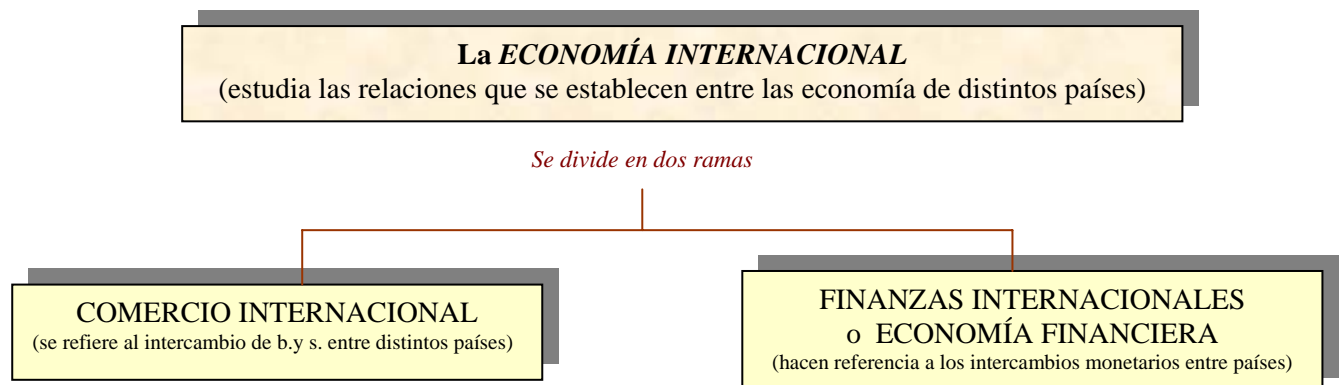 La ECONOMÍA INTERNACIONAL
(estudia las relaciones que se establecen entre las economía de distintos países)
Se divide en dos ramas
COMERCIO INTERNACIONAL
(se refiere al intercambio de b.y s. entre distintos países)
FINANZAS INTERNACIONALES
o ECONOMÍA FINANCIERA
(hacen referencia a los intercambios monetarios entre países)